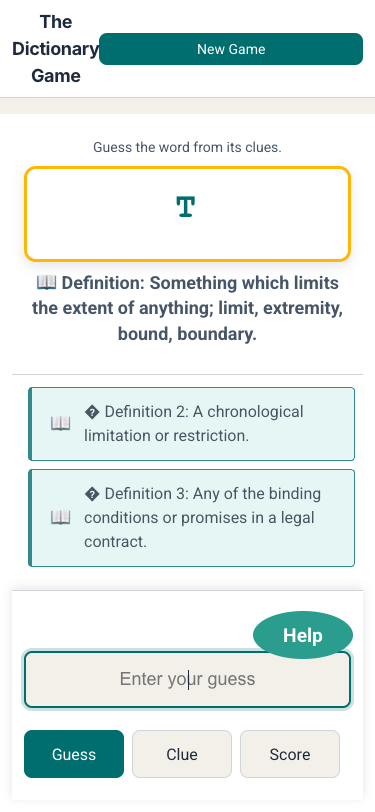 The
Dictionary
Game
New Game
Guess the word from its clues.
T
📖 Definition: Something which limits
the extent of anything; limit, extremity,
bound, boundary.
📖 � Definition 2: A chronological
limitation or restriction.
📖 � Definition 3: Any of the binding
conditions or promises in a legal
contract.
Help
Enter your guess
Guess
Clue
Score